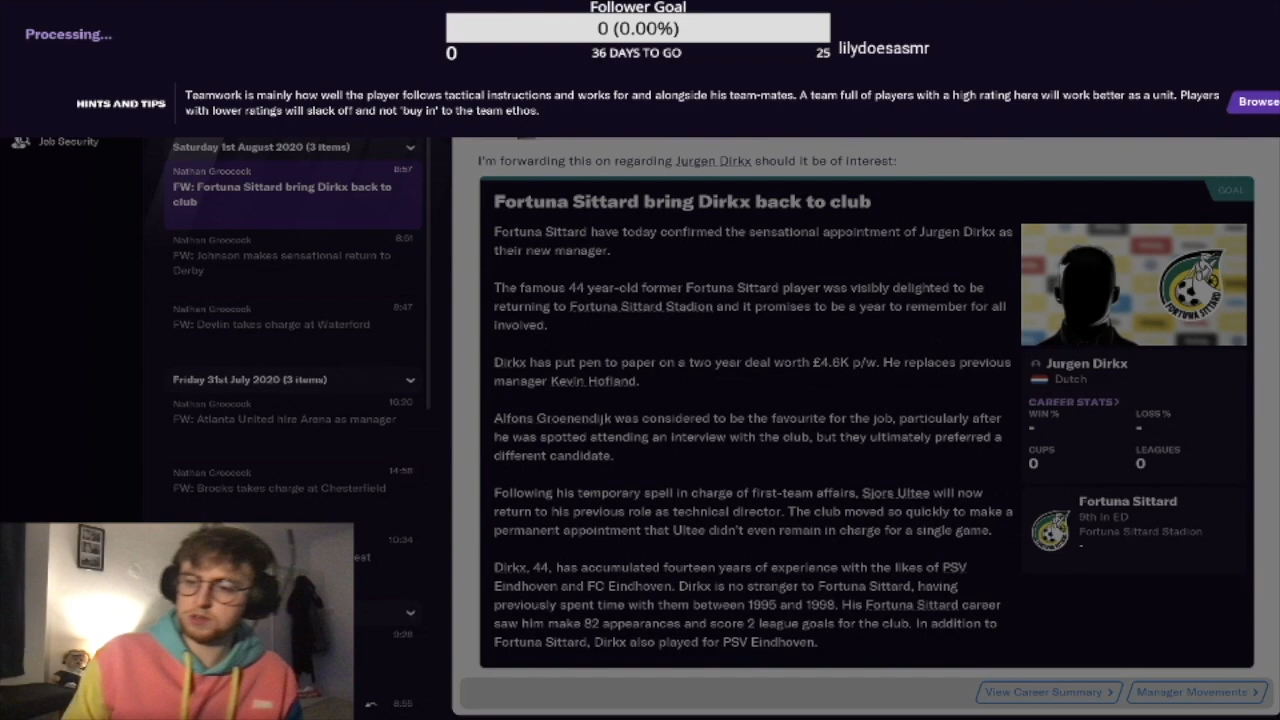 Follower Goal
Processing...
0 (0.00%)
0
36 DAYS TO GO
25
lilydoesasmr
HINTS AND TIPS
Teamwork is mainly how well the player follows tactical instructions and works for and alongside his team-mates. A team full of players with a high rating here will work better as a unit. Players
with lower ratings will slack off and not 'buy in' to the team ethos.
Browse
Job Security
Saturday 1st August 2020 (3 items)
Nathan Groocock
8:57
FW: Fortuna Sittard bring Dirkx back to
club
Nathan Groocock
8:51
FW: Johnson makes sensational return to
Derby
Nathan Groocock
8:47
FW: Devlin takes charge at Waterford
Friday 31st July 2020 (3 items)
Nathan Groocock
16:20
FW: Atlanta United hire Arena as manager
Nathan Groocock
14:58
FW: Brooks takes charge at Chesterfield
10:34
est
9:28
8:55
I'm forwarding this on regarding Jurgen Dirkx should it be of interest:
GOAL
Fortuna Sittard bring Dirkx back to club
Fortuna Sittard have today confirmed the sensational appointment of Jurgen Dirkx as
their new manager.
The famous 44 year-old former Fortuna Sittard player was visibly delighted to be
returning to Fortuna Sittard Stadion and it promises to be a year to remember for all
involved.
Dirkx has put pen to paper on a two year deal worth £4.6K p/w. He replaces previous
manager Kevin Hofland.
Alfons Groenendijk was considered to be the favourite for the job, particularly after
he was spotted attending an interview with the club, but they ultimately preferred a
different candidate.
Following his temporary spell in charge of first-team affairs, Sjors Ultee will now
return to his previous role as technical director. The club moved so quickly to make a
permanent appointment that Ultee didn't even remain in charge for a single game.
Dirkx, 44, has accumulated fourteen years of experience with the likes of PSV
Eindhoven and FC Eindhoven. Dirkx is no stranger to Fortuna Sittard, having
previously spent time with them between 1995 and 1998. His Fortuna Sittard career
saw him make 82 appearances and score 2 league goals for the club. In addition to
Fortuna Sittard, Dirkx also played for PSV Eindhoven.
FORTUNA SITTARD
Jurgen Dirkx
Dutch
CAREER STATS >
WIN %
LOSS %
-
-
CUPS
LEAGUES
0
0
Fortuna Sittard
9th in ED
Fortuna Sittard Stadion
-
View Career Summary >
Manager Movements >